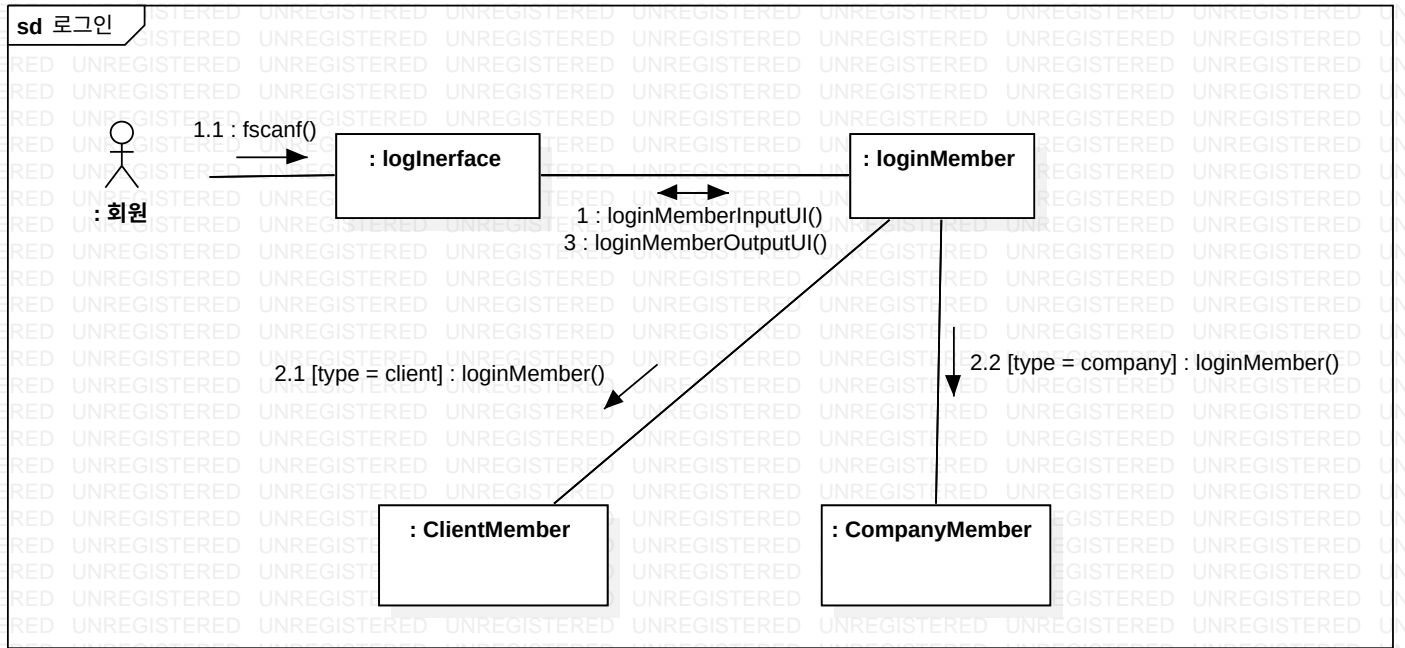 sd 로그인
1.1 : fscanf()
: logInerface
: loginMember
: 회원
1 : loginMemberInputUI()
3 : loginMemberOutputUI()
2.1 [type = client] : loginMember()
2.2 [type = company] : loginMember()
: ClientMember
: CompanyMember
UNREGISTERED